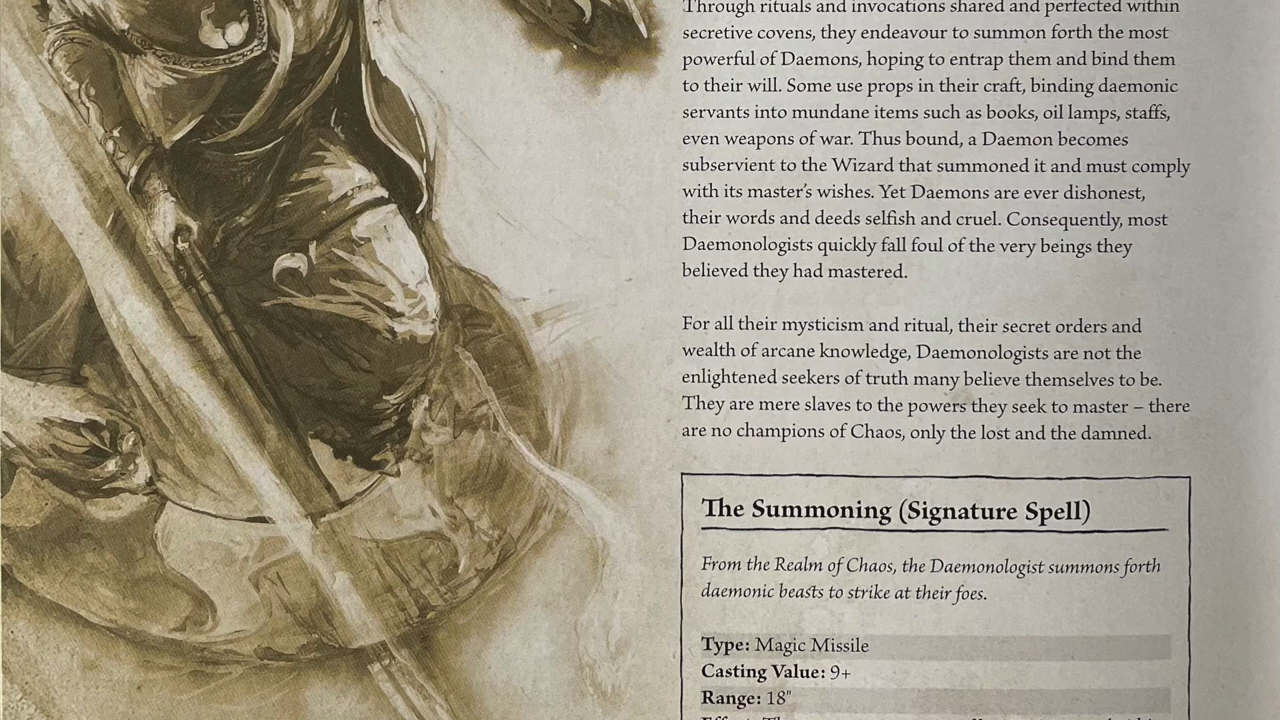 Through rituals and invocations shared and perfected within
secretive covens, they endeavour to summon forth the most
powerful of Daemons, hoping to entrap them and bind them
to their will. Some use props in their craft, binding daemonic
servants into mundane items such as books, oil lamps, staffs,
even weapons of war. Thus bound, a Daemon becomes
subservient to the Wizard that summoned it and must comply
with its master's wishes. Yet Daemons are ever dishonest,
their words and deeds selfish and cruel. Consequently, most
Daemonologists quickly fall foul of the very beings they
believed they had mastered.
For all their mysticism and ritual, their secret orders and
wealth of arcane knowledge, Daemonologists are not the
enlightened seekers of truth many believe themselves to be.
They are mere slaves to the powers they seek to master – there
are no champions of Chaos, only the lost and the damned.
The Summoning (Signature Spell)
From the Realm of Chaos, the Daemonologist summons forth
daemonic beasts to strike at their foes.
Type: Magic Missile
Casting Value: 9+
Range: 18"